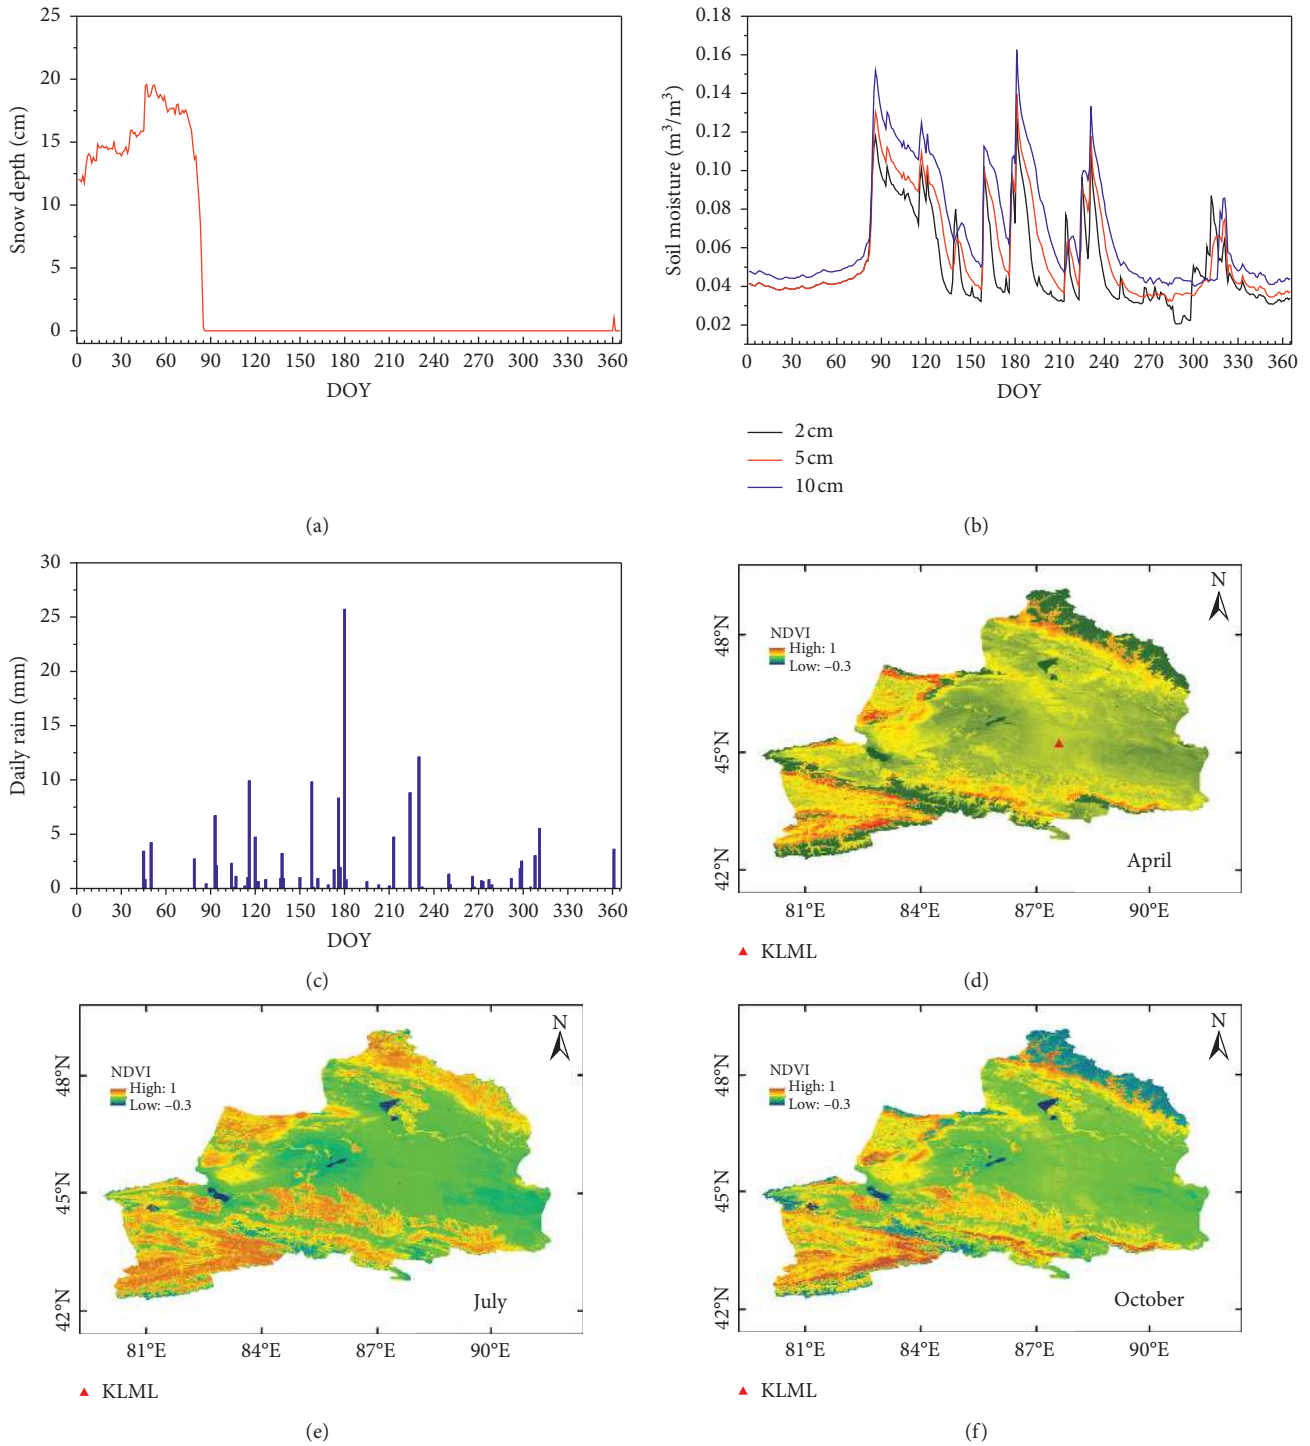 25
20
15
10
5
0
Snow depth (cm)
0 30 60 90 120 150 180 210 240 270 300 330 360
DOY
(a)
0.18
0.16
0.14
0.12
0.10
0.08
0.06
0.04
0.02
Soil moisture (m³/m³)
0 30 60 90 120 150 180 210 240 270 300 330 360
DOY
2 cm
5 cm
10 cm
(b)
30
25
20
15
10
5
0
Daily rain (mm)
0 30 60 90 120 150 180 210 240 270 300 330 360
DOY
(c)
N
NDVI
High: 1
Low: –0.3
48°N
45°N
42°N
April
81°E 84°E 87°E 90°E
KLML
(d)
N
NDVI
High: 1
Low: –0.3
48°N
45°N
42°N
July
81°E 84°E 87°E 90°E
KLML
(e)
N
NDVI
High: 1
Low: –0.3
48°N
45°N
42°N
October
81°E 84°E 87°E 90°E
KLML
(f)